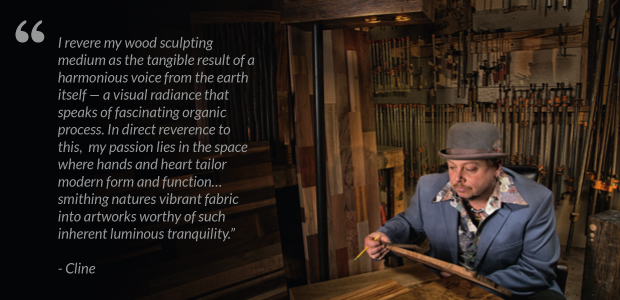 “ I revere my wood sculpting
medium as the tangible result of a
harmonious voice from the earth
itself — a visual radiance that
speaks of fascinating organic
process. In direct reverence to
this,  my passion lies in the space
where hands and heart tailor
modern form and function...
smithing natures vibrant fabric
into artworks worthy of such
inherent luminous tranquility.”
- Cline